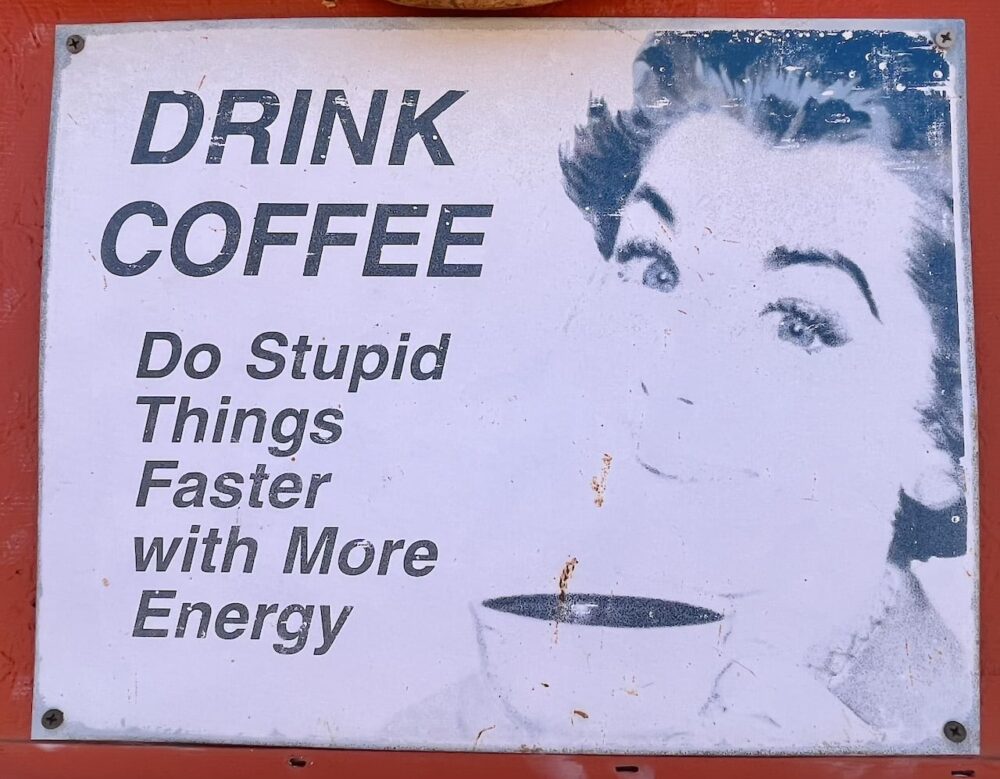 DRINK
COFFEE
Do Stupid
Things
Faster
with More
Energy